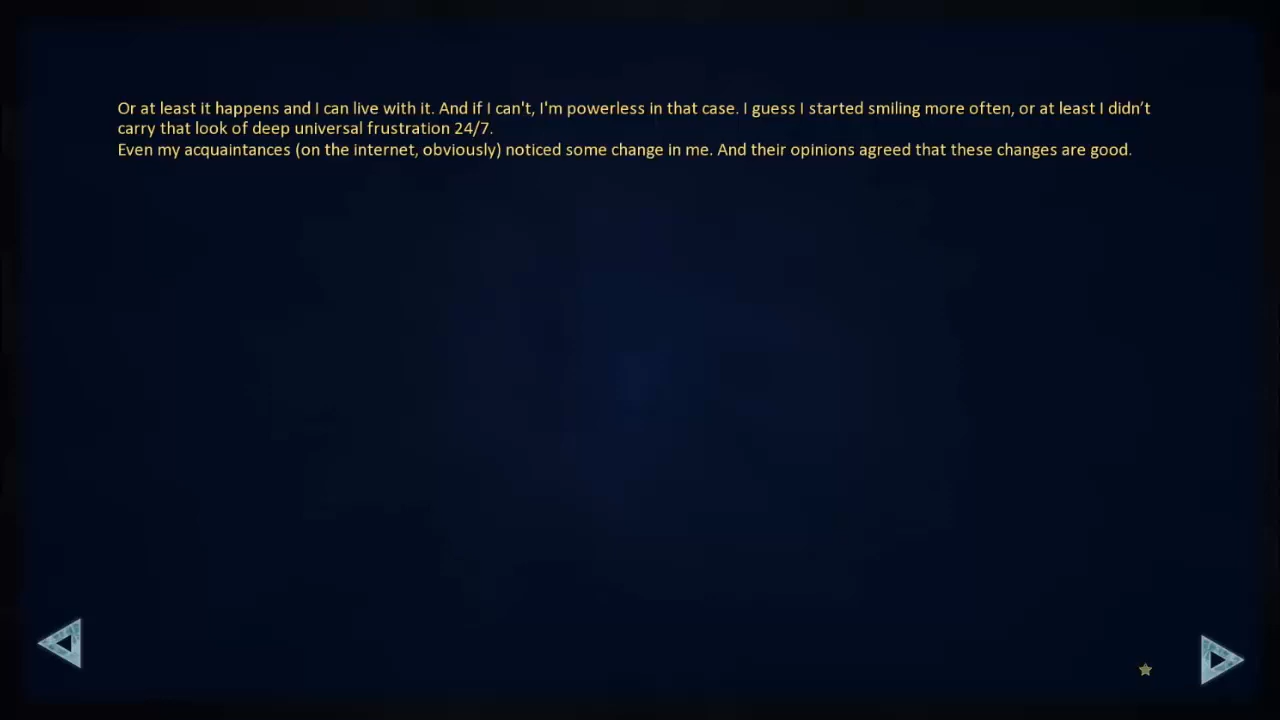 Or at least it happens and I can live with it. And if I can't, I'm powerless in that case. I guess I started smiling more often, or at least I didn’t
carry that look of deep universal frustration 24/7.
Even my acquaintances (on the internet, obviously) noticed some change in me. And their opinions agreed that these changes are good.